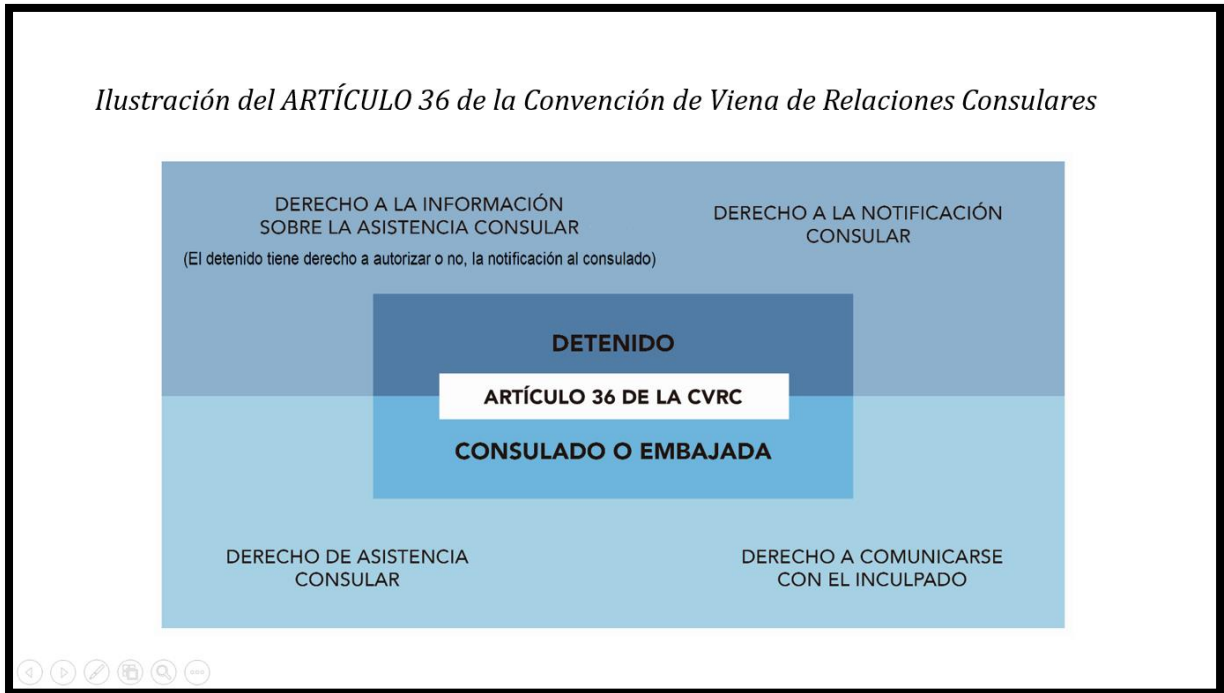 Ilustración del ARTÍCULO 36 de la Convención de Viena de Relaciones Consulares
DERECHO A LA INFORMACIÓN
SOBRE LA ASISTENCIA CONSULAR
(El detenido tiene derecho a autorizar o no, la notificación al consulado)
DERECHO A LA NOTIFICACIÓN
CONSULAR
DETENIDO
ARTÍCULO 36 DE LA CVRC
CONSULADO O EMBAJADA
DERECHO DE ASISTENCIA
CONSULAR
DERECHO A COMUNICARSE
CON EL INCULPADO